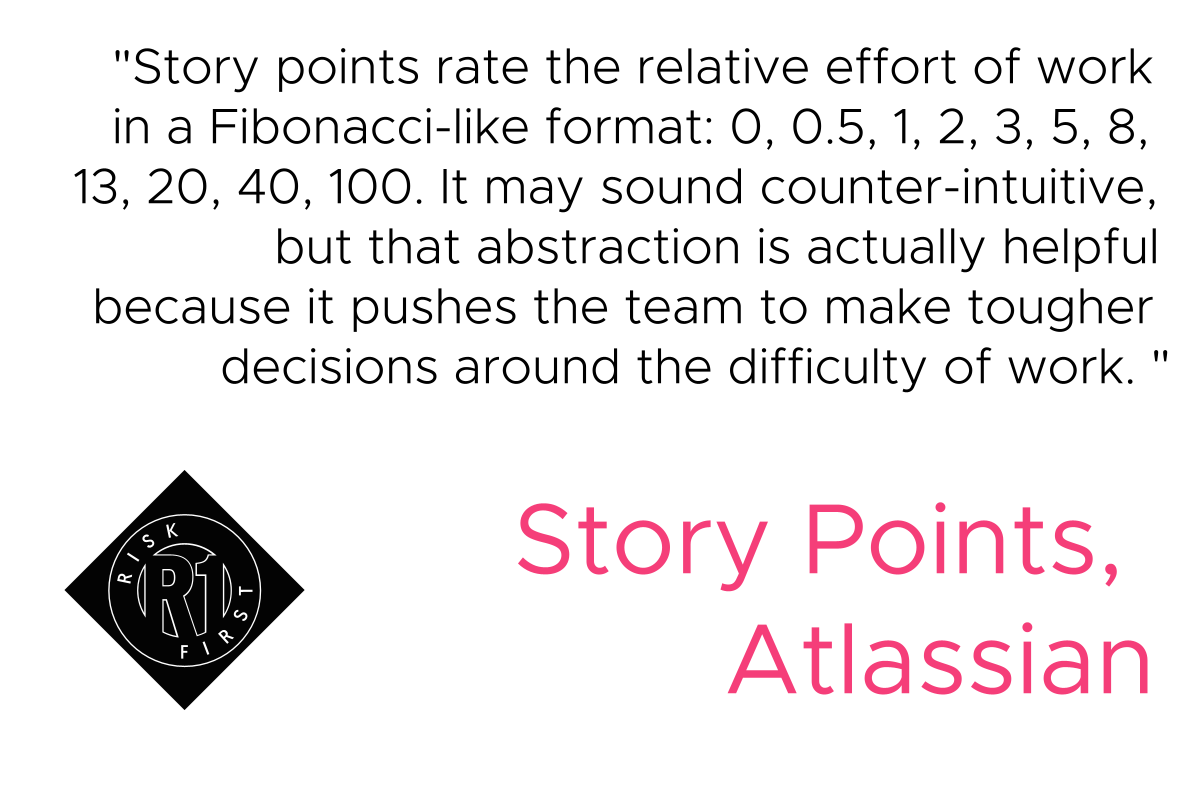 "Story points rate the relative effort of work
in a Fibonacci-like format: 0, 0.5, 1, 2, 3, 5, 8,
13, 20, 40, 100. It may sound counter-intuitive,
but that abstraction is actually helpful
because it pushes the team to make tougher
decisions around the difficulty of work. "
RISK
R1
FIRST
Story Points,
Atlassian